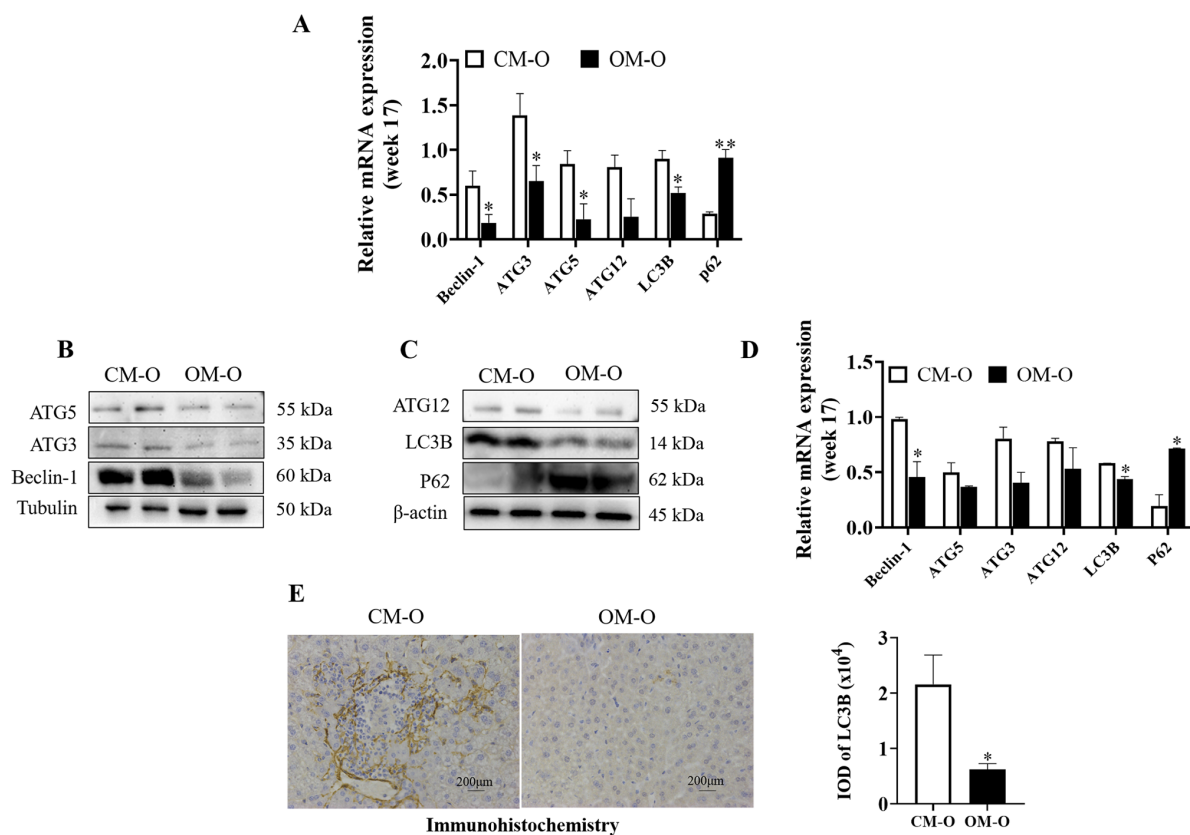 A
Relative mRNA expression
(week 17)
CM-O
OM-O
2.0
1.5
1.0
0.5
0.0
*
*
*
*
**
Beclin-1
ATG3
ATG5
ATG12
LC3B
p62
B
CM-O OM-O
ATG5 55 kDa
ATG3 35 kDa
Beclin-1 60 kDa
Tubulin 50 kDa
C
CM-O OM-O
ATG12 55 kDa
LC3B 14 kDa
P62 62 kDa
β-actin 45 kDa
D
Relative mRNA expression
(week 17)
CM-O
OM-O
1.5
1.0
0.5
0.0
*
*
*
Beclin-1
ATG5
ATG3
ATG12
LC3B
P62
E
CM-O
OM-O
200μm
200μm
Immunohistochemistry
IOD of LC3B (x10⁴)
3
2
1
0
*
CM-O OM-O